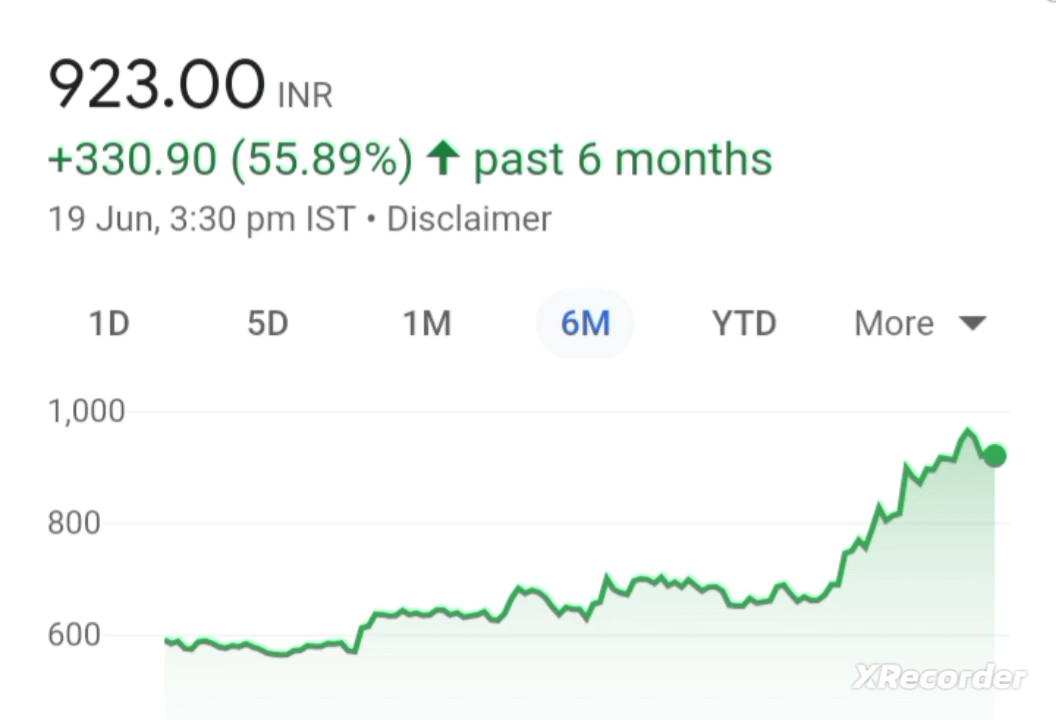 923.00 INR
+330.90 (55.89%) ↑ past 6 months
19 Jun, 3:30 pm IST • Disclaimer
1D 5D 1M 6M YTD More
1,000
800
600
XRecorder